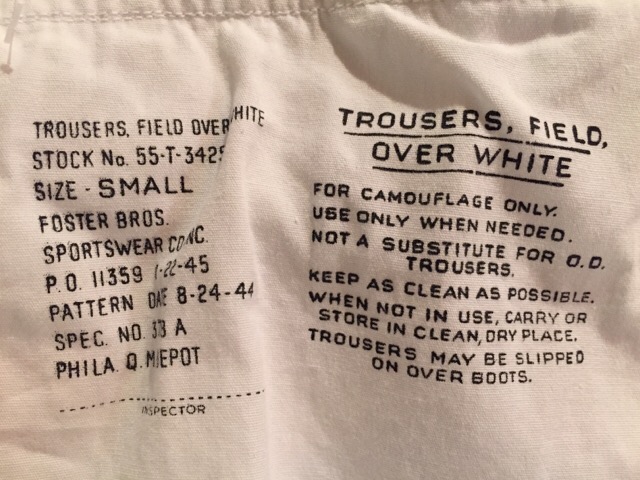 TROUSERS, FIELD OVER WHITE
STOCK No. 55-T-3429
SIZE - SMALL
FOSTER BROS.
SPORTSWEAR CO. INC.
P.O. 11359 1-22-45
PATTERN DATE 8-24-44
SPEC. NO. 33 A
PHILA. Q.M. DEPOT
INSPECTOR
TROUSERS, FIELD,
OVER WHITE
FOR CAMOUFLAGE ONLY.
USE ONLY WHEN NEEDED.
NOT A SUBSTITUTE FOR O.D.
TROUSERS.
KEEP AS CLEAN AS POSSIBLE.
WHEN NOT IN USE, CARRY OR
STORE IN CLEAN, DRY PLACE.
TROUSERS MAY BE SLIPPED
ON OVER BOOTS.